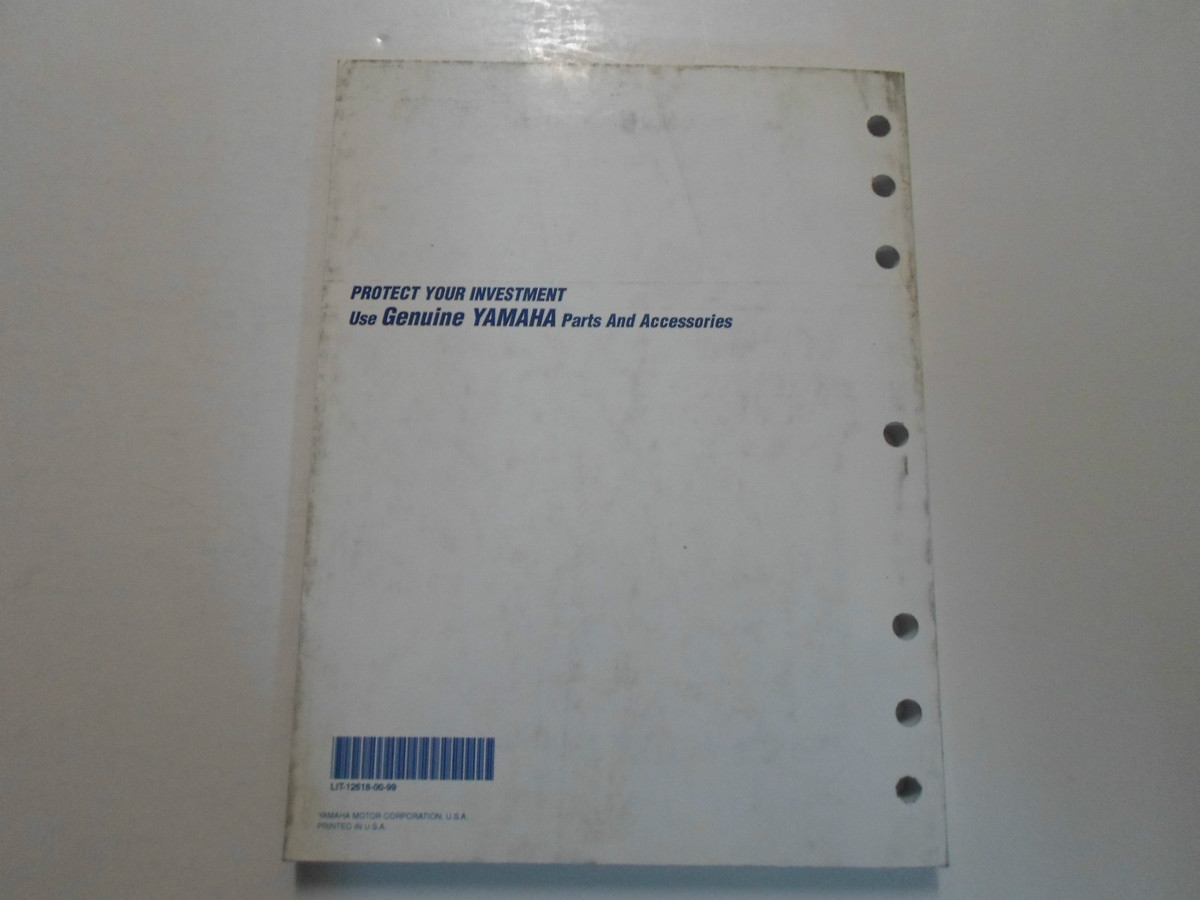 PROTECT YOUR INVESTMENT
Use Genuine YAMAHA Parts And Accessories
LIT-12618-00-99
YAMAHA MOTOR CORPORATION, U.S.A.
PRINTED IN U.S.A.